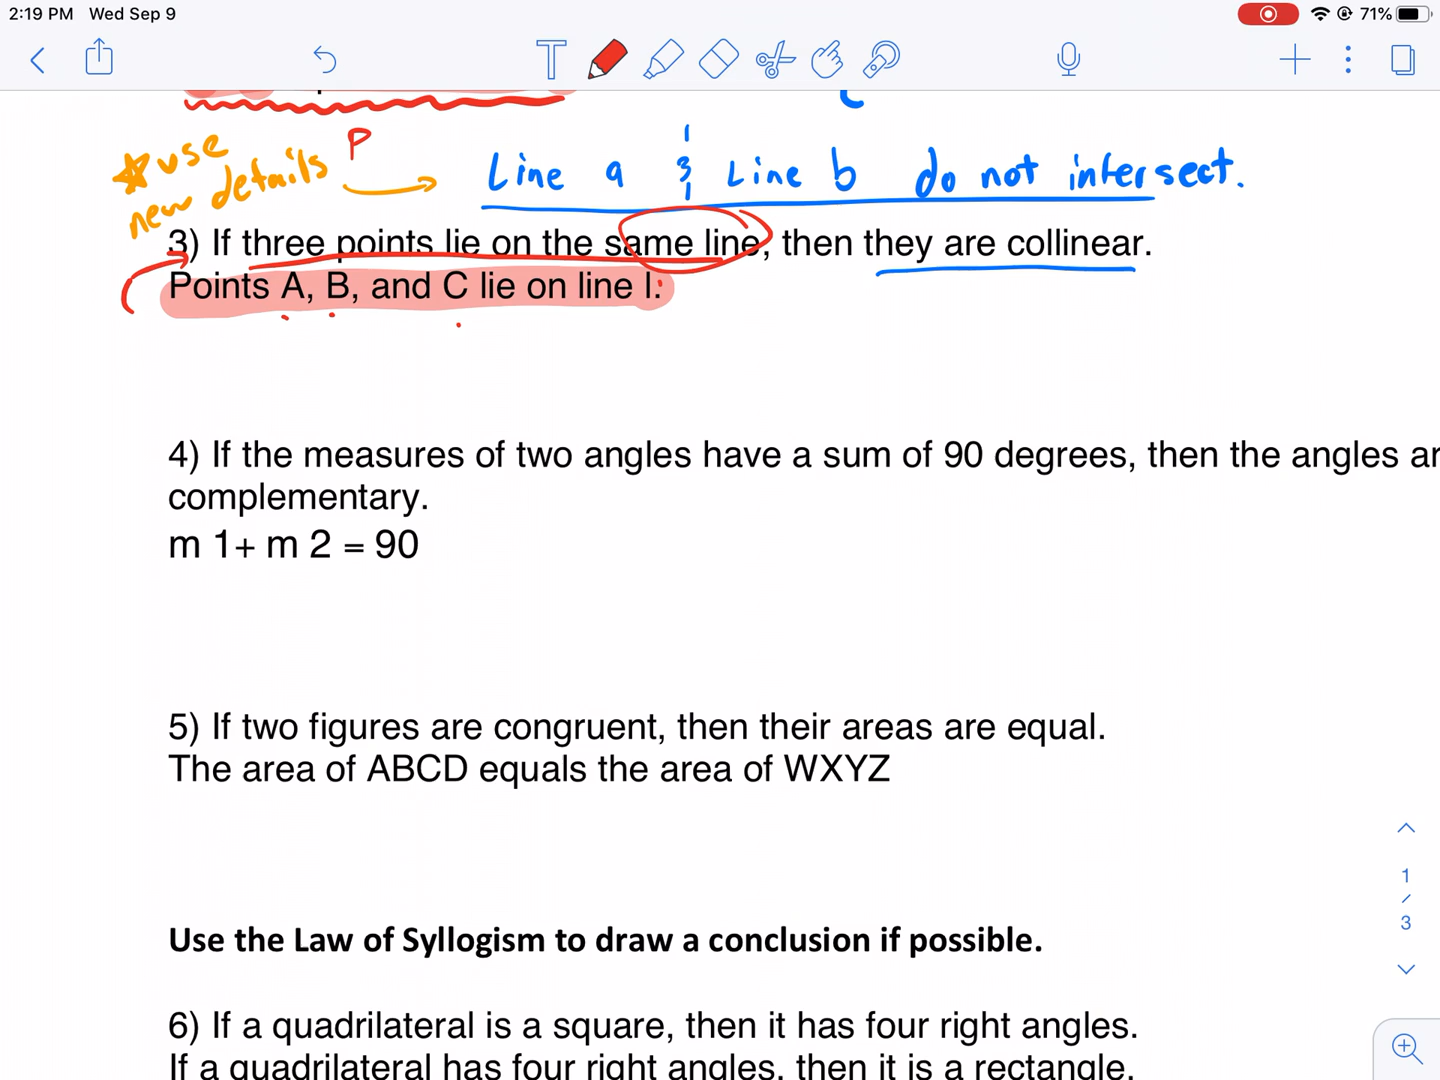 2:19 PM Wed Sep 9
71%
use
new details
P
Line a & Line b do not intersect.
3) If three points lie on the same line, then they are collinear.
Points A, B, and C lie on line l.
4) If the measures of two angles have a sum of 90 degrees, then the angles ar
complementary.
m 1+ m 2 = 90
5) If two figures are congruent, then their areas are equal.
The area of ABCD equals the area of WXYZ
1
/
3
Use the Law of Syllogism to draw a conclusion if possible.
6) If a quadrilateral is a square, then it has four right angles.
If a quadrilateral has four right angles, then it is a rectangle.